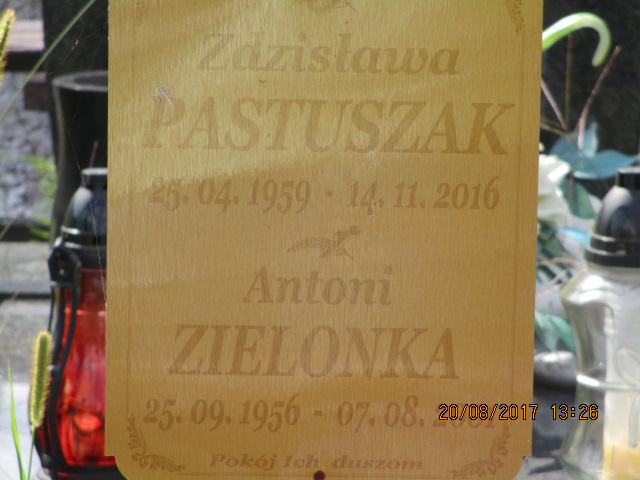 Zdzisława
PASTUSZAK
25. 04. 1959 - 14. 11. 2016
Antoni
ZIELONKA
25. 09. 1956 - 07. 08.
20/08/2017 13:26
Pokój Ich duszom